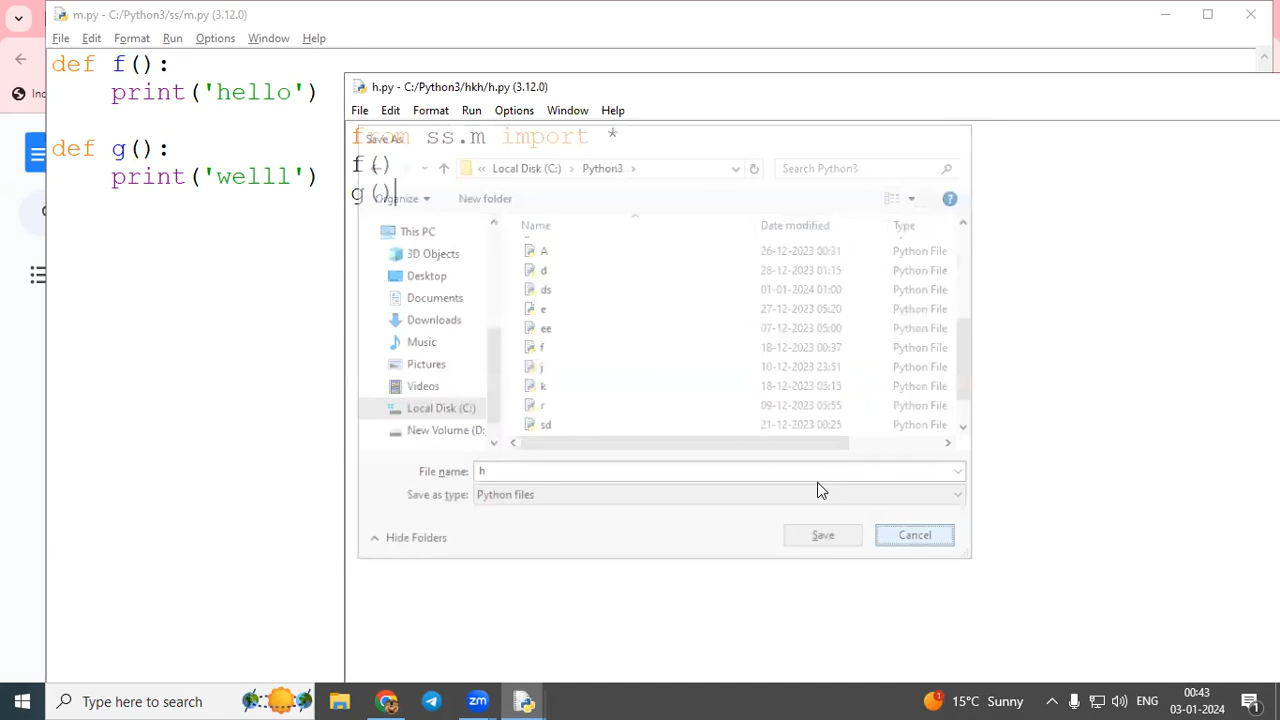 m.py - C:/Python3/ss/m.py (3.12.0)
File Edit Format Run Options Window Help
def f():
    print('hello')
def g():
    print('welll')
h.py - C:/Python3/hkh/h.py (3.12.0)
File Edit Format Run Options Window Help
from ss.m import *
f()
g()
Save As
« Local Disk (C:) > Python3 >
Search Python3
Organize
New folder
This PC
3D Objects
Desktop
Documents
Downloads
Music
Pictures
Videos
Local Disk (C:)
New Volume (D:
Name Date modified Type
A 26-12-2023 00:31 Python File
d 28-12-2023 01:15 Python File
ds 01-01-2024 01:00 Python File
e 27-12-2023 05:20 Python File
ee 07-12-2023 05:00 Python File
f 18-12-2023 00:37 Python File
j 10-12-2023 23:51 Python File
k 18-12-2023 05:15 Python File
r 09-12-2023 05:55 Python File
sd 21-12-2023 00:25 Python File
File name: h
Save as type: Python files
Hide Folders
Save
Cancel
Type here to search
zm
15°C Sunny
ENG
00:43
03-01-2024
1